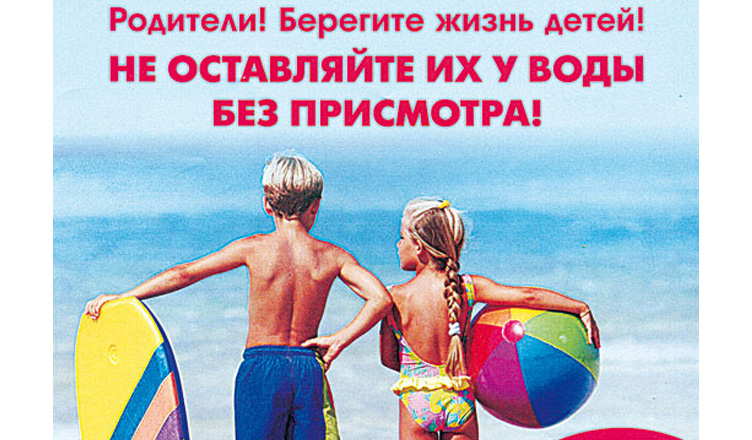 Родители! Берегите жизнь детей!
НЕ ОСТАВЛЯЙТЕ ИХ У ВОДЫ
БЕЗ ПРИСМОТРА!